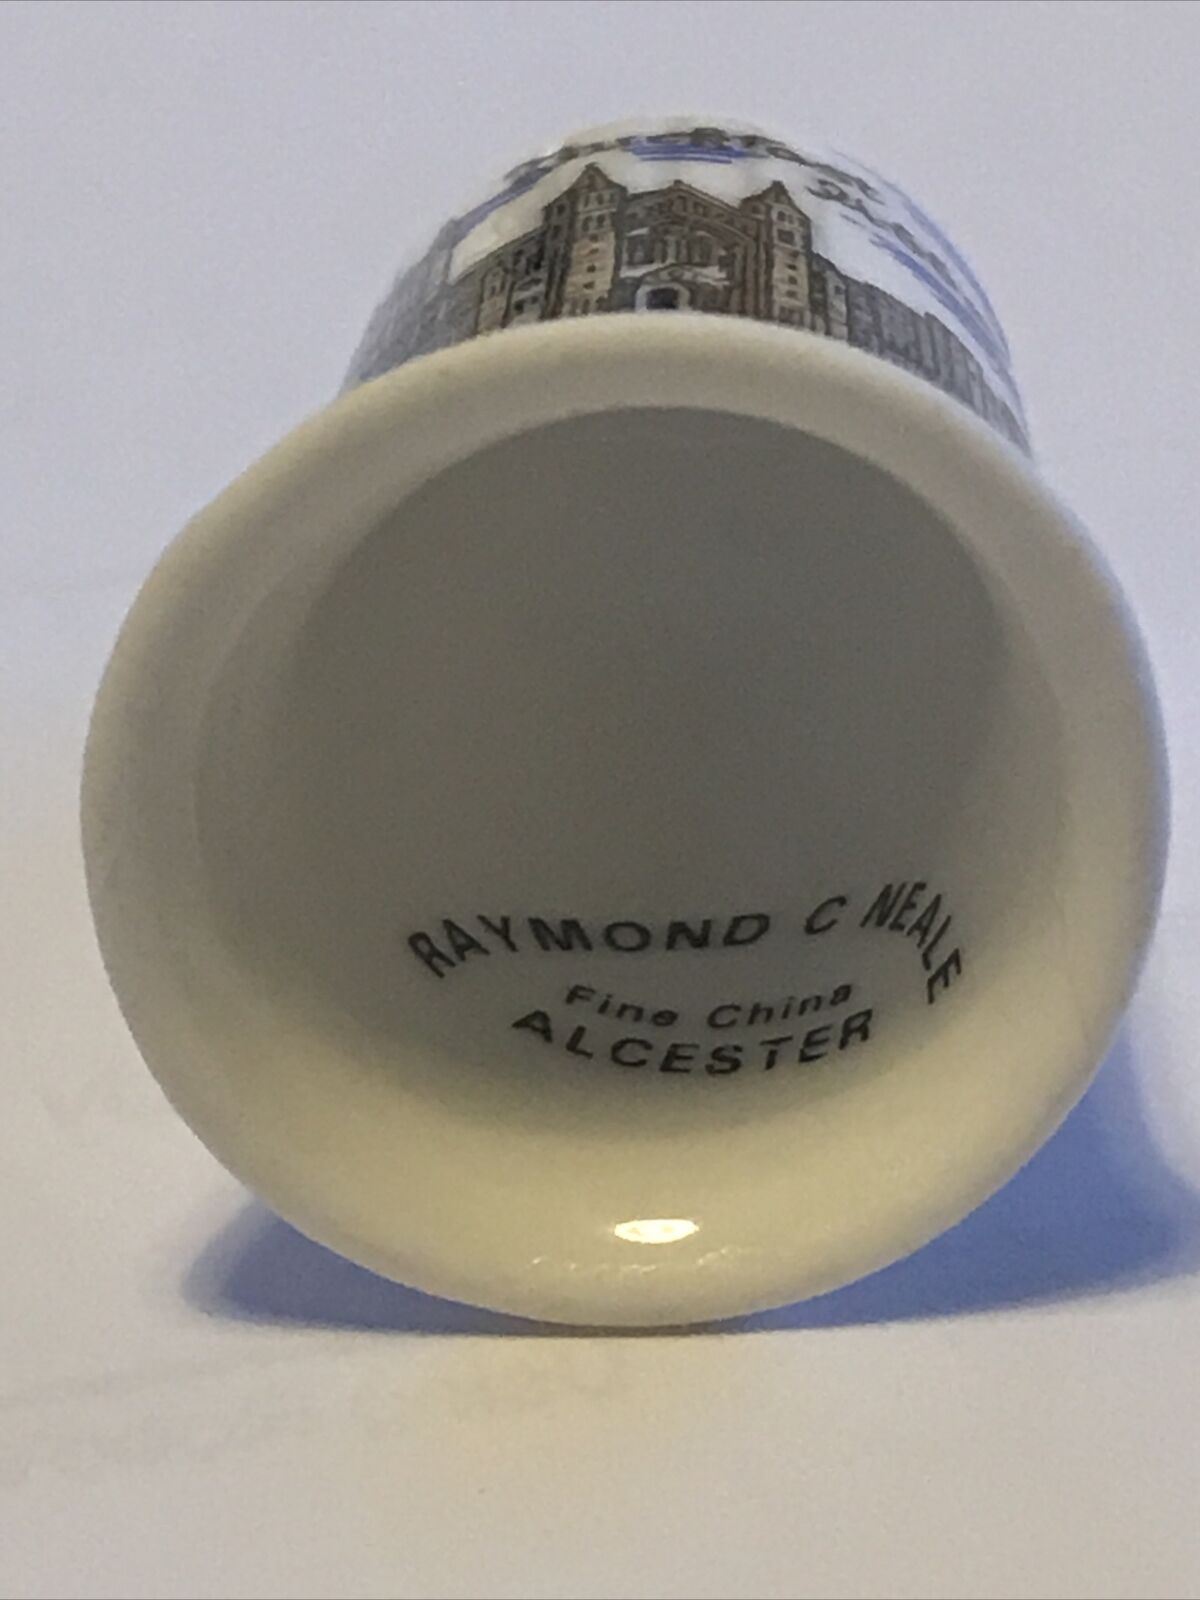 RAYMOND C NEALE
Fine China
ALCESTER